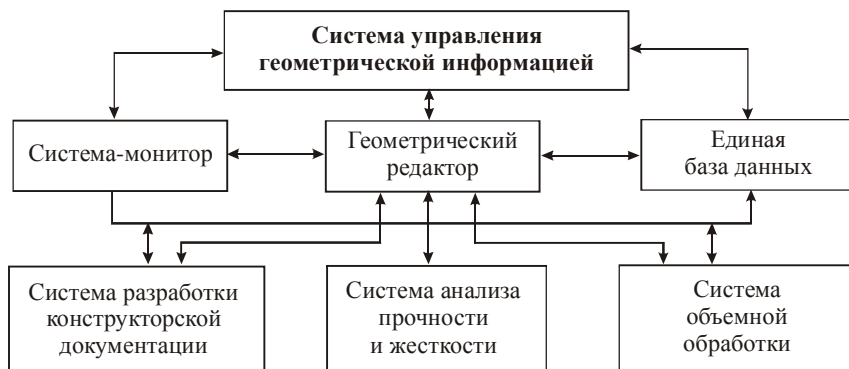 Система управления
геометрической информацией
Система-монитор
Геометрический
редактор
Единая
база данных
Система разработки
конструкторской
документации
Система анализа
прочности
и жесткости
Система
объемной
обработки